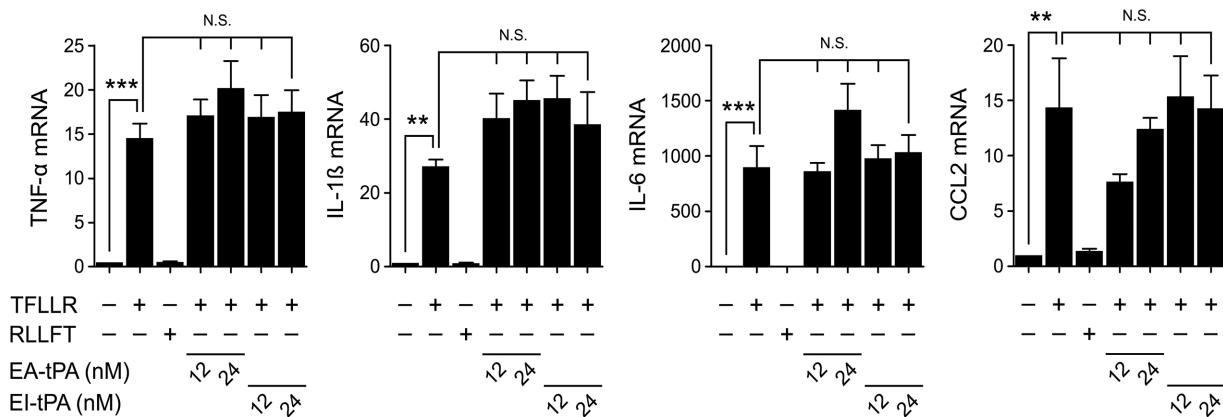 N.S. N.S. N.S. N.S.
*** ** *** **
TNF-α mRNA
25
20
15
10
5
0
IL-1ß mRNA
60
40
20
0
IL-6 mRNA
2000
1500
1000
500
0
CCL2 mRNA
20
15
10
5
0
TFLLR – + – + + + + – + – + + + + – + – + + + + – + – + + + +
RLLFT – – + – – – – – – + – – – – – – + – – – – – – + – – – –
EA-tPA (nM) 12 24 12 24 12 24 12 24
EI-tPA (nM) 12 24 12 24 12 24 12 24